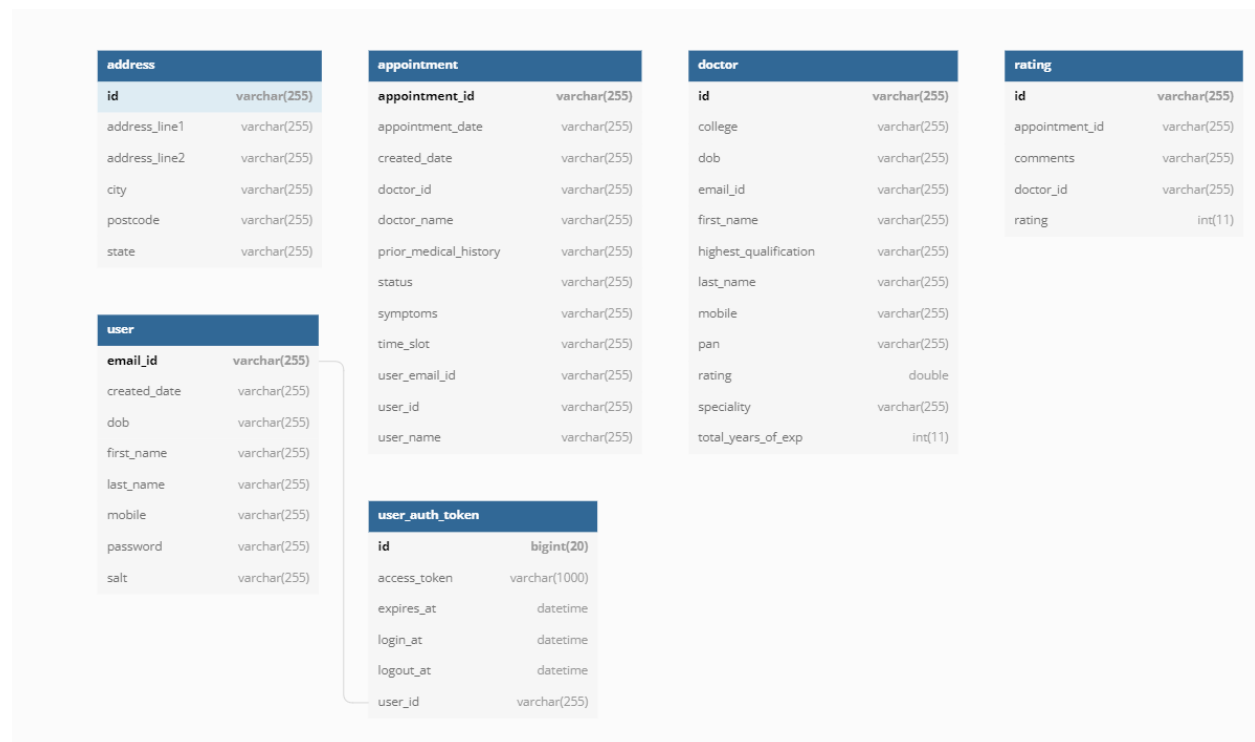 address
id varchar(255)
address_line1 varchar(255)
address_line2 varchar(255)
city varchar(255)
postcode varchar(255)
state varchar(255)
user
email_id varchar(255)
created_date varchar(255)
dob varchar(255)
first_name varchar(255)
last_name varchar(255)
mobile varchar(255)
password varchar(255)
salt varchar(255)
appointment
appointment_id varchar(255)
appointment_date varchar(255)
created_date varchar(255)
doctor_id varchar(255)
doctor_name varchar(255)
prior_medical_history varchar(255)
status varchar(255)
symptoms varchar(255)
time_slot varchar(255)
user_email_id varchar(255)
user_id varchar(255)
user_name varchar(255)
user_auth_token
id bigint(20)
access_token varchar(1000)
expires_at datetime
login_at datetime
logout_at datetime
user_id varchar(255)
doctor
id varchar(255)
college varchar(255)
dob varchar(255)
email_id varchar(255)
first_name varchar(255)
highest_qualification varchar(255)
last_name varchar(255)
mobile varchar(255)
pan varchar(255)
rating double
speciality varchar(255)
total_years_of_exp int(11)
rating
id varchar(255)
appointment_id varchar(255)
comments varchar(255)
doctor_id varchar(255)
rating int(11)